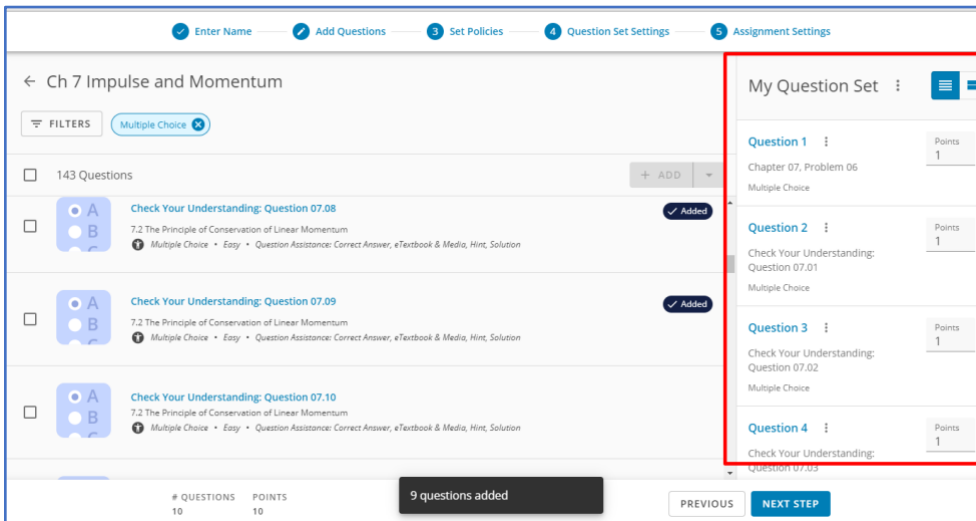 Enter Name
Add Questions
3 Set Policies
4 Question Set Settings
5 Assignment Settings
← Ch 7 Impulse and Momentum
FILTERS
Multiple Choice
143 Questions
+ ADD
A
B
Check Your Understanding: Question 07.08
7.2 The Principle of Conservation of Linear Momentum
Multiple Choice • Easy • Question Assistance: Correct Answer, eTextbook & Media, Hint, Solution
Added
A
B
Check Your Understanding: Question 07.09
7.2 The Principle of Conservation of Linear Momentum
Multiple Choice • Easy • Question Assistance: Correct Answer, eTextbook & Media, Hint, Solution
Added
A
B
Check Your Understanding: Question 07.10
7.2 The Principle of Conservation of Linear Momentum
Multiple Choice • Easy • Question Assistance: Correct Answer, eTextbook & Media, Hint, Solution
My Question Set
Question 1
Points
1
Chapter 07, Problem 06
Multiple Choice
Question 2
Points
1
Check Your Understanding:
Question 07.01
Multiple Choice
Question 3
Points
1
Check Your Understanding:
Question 07.02
Multiple Choice
Question 4
Points
1
Check Your Understanding:
Question 07.03
# QUESTIONS
10
POINTS
10
9 questions added
PREVIOUS
NEXT STEP